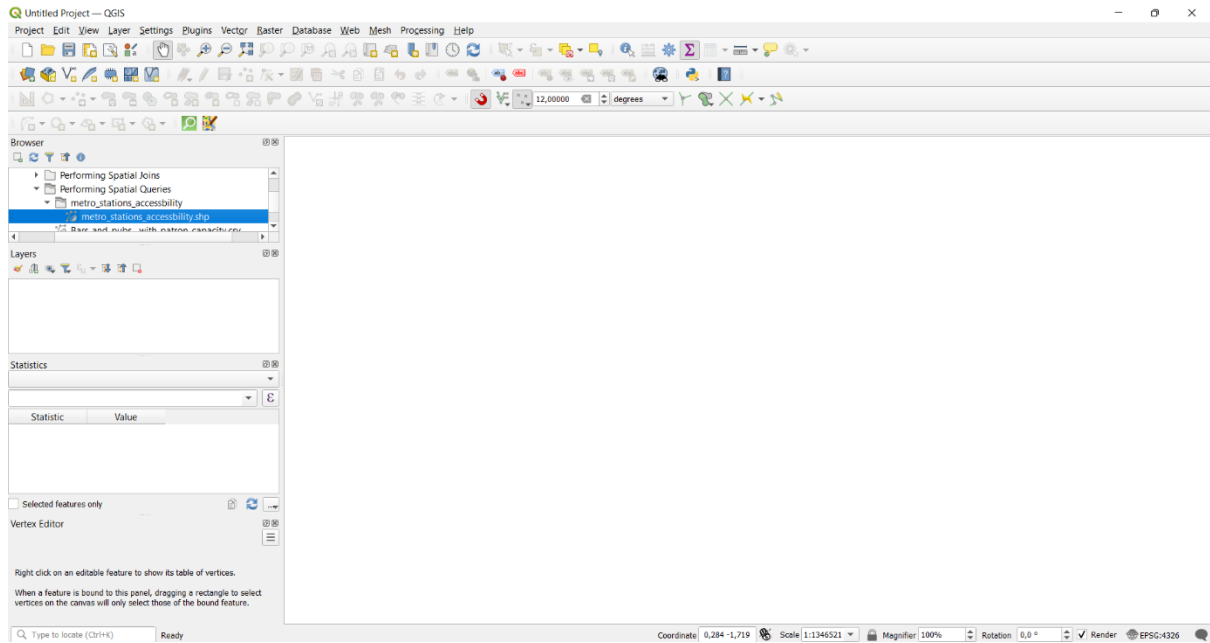 Untitled Project — QGIS
Project Edit View Layer Settings Plugins Vector Raster Database Web Mesh Processing Help
12,00000 degrees
Browser
Performing Spatial Joins
Performing Spatial Queries
metro_stations_accessbility
metro_stations_accessbility.shp
Bars_and_pubs__with_patron_capacity.csv
Layers
Statistics
Statistic Value
Selected features only
Vertex Editor
Right click on an editable feature to show its table of vertices.
When a feature is bound to this panel, dragging a rectangle to select
vertices on the canvas will only select those of the bound feature.
Type to locate (Ctrl+K) Ready Coordinate 0,284 -1,719 Scale 1:1346521 Magnifier 100% Rotation 0,0 ° Render EPSG:4326